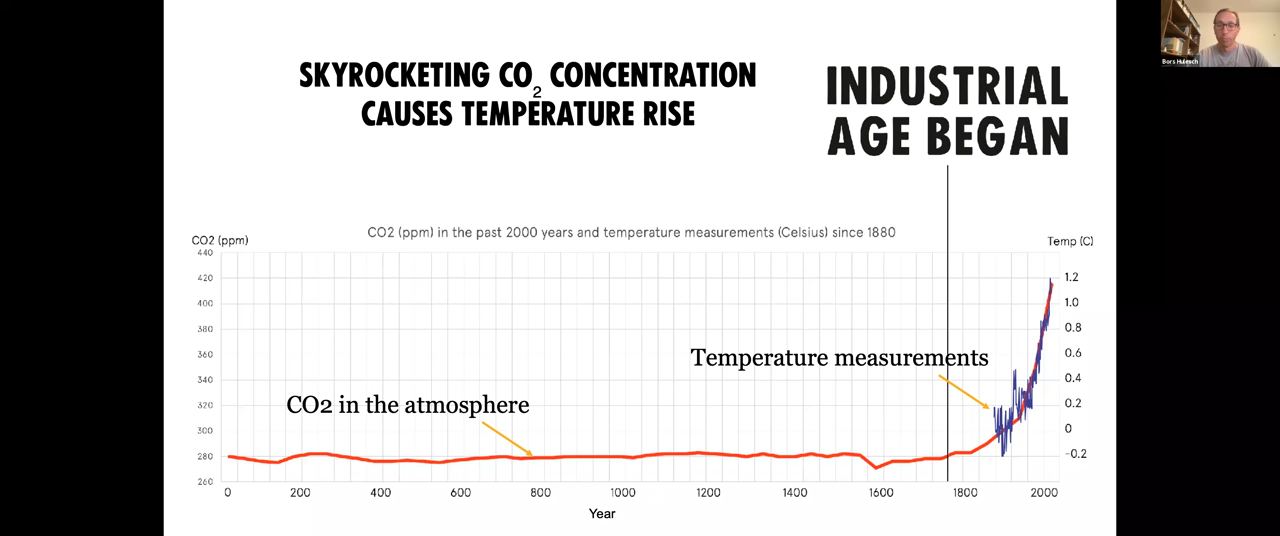 SKYROCKETING CO2 CONCENTRATION
CAUSES TEMPERATURE RISE
INDUSTRIAL
AGE BEGAN
Bors Hulesch
CO2 (ppm) in the past 2000 years and temperature measurements (Celsius) since 1880
CO2 (ppm)
Temp (C)
440
420
400
380
360
340
320
300
280
260
1.2
1.0
0.8
0.6
0.4
0.2
0
-0.2
Temperature measurements
CO2 in the atmosphere
0 200 400 600 800 1000 1200 1400 1600 1800 2000
Year